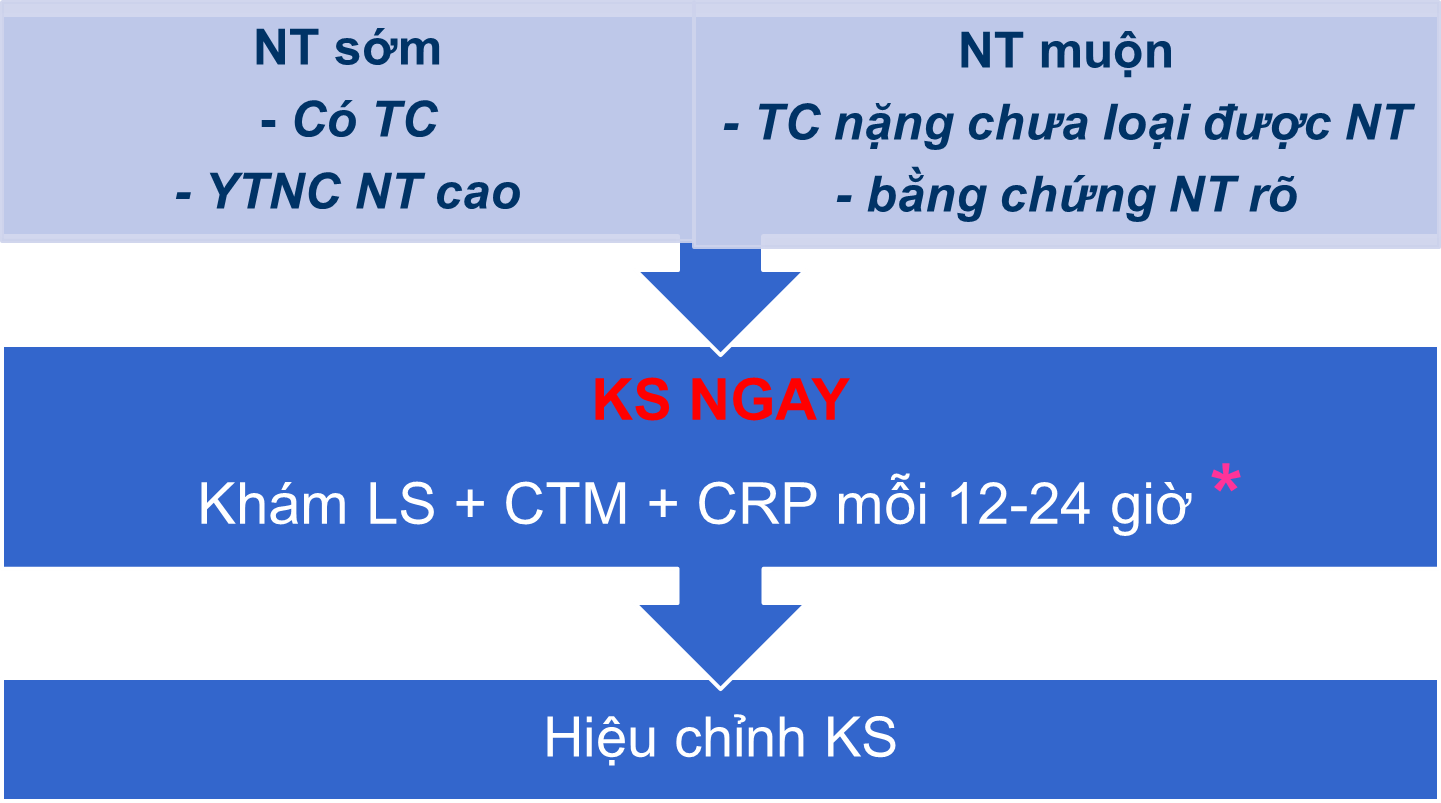 NT sớm
- Có TC
- YTNC NT cao
NT muộn
- TC nặng chưa loại được NT
- bằng chứng NT rõ
KS NGAY
Khám LS + CTM + CRP mỗi 12-24 giờ *
Hiệu chỉnh KS